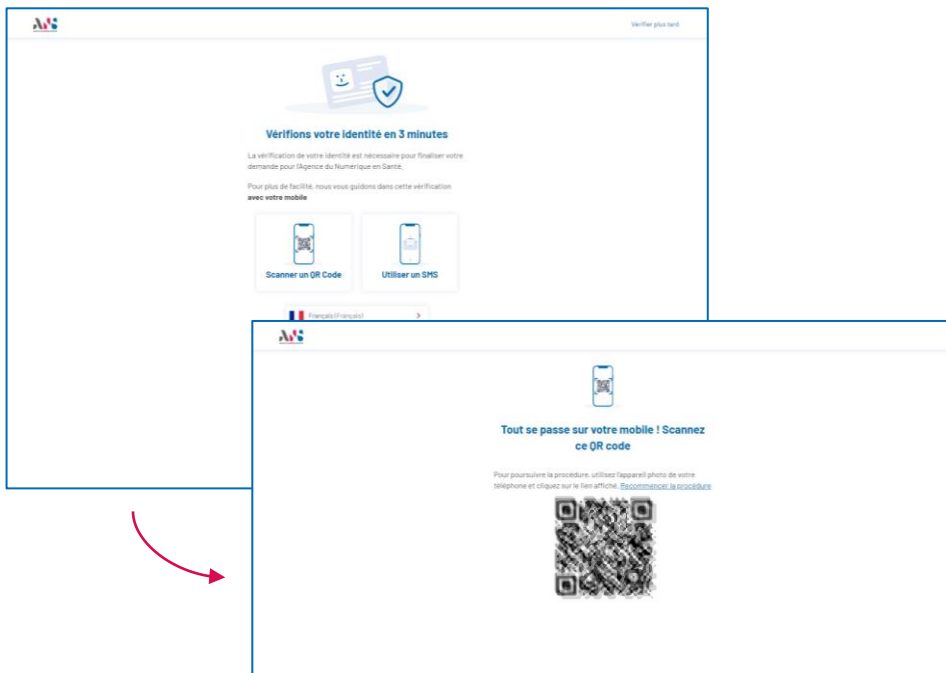 Vérifier plus tard
Vérifions votre identité en 3 minutes
La vérification de votre identité est nécessaire pour finaliser votre
demande pour l'Agence du Numérique en Santé.
Pour plus de facilité, nous vous guidons dans cette vérification
avec votre mobile
Scanner un QR Code
Utiliser un SMS
Français (Français)
Tout se passe sur votre mobile ! Scannez
ce QR code
Pour poursuivre la procédure, utilisez l'appareil photo de votre
téléphone et cliquez sur le lien affiché. Recommencer la procédure